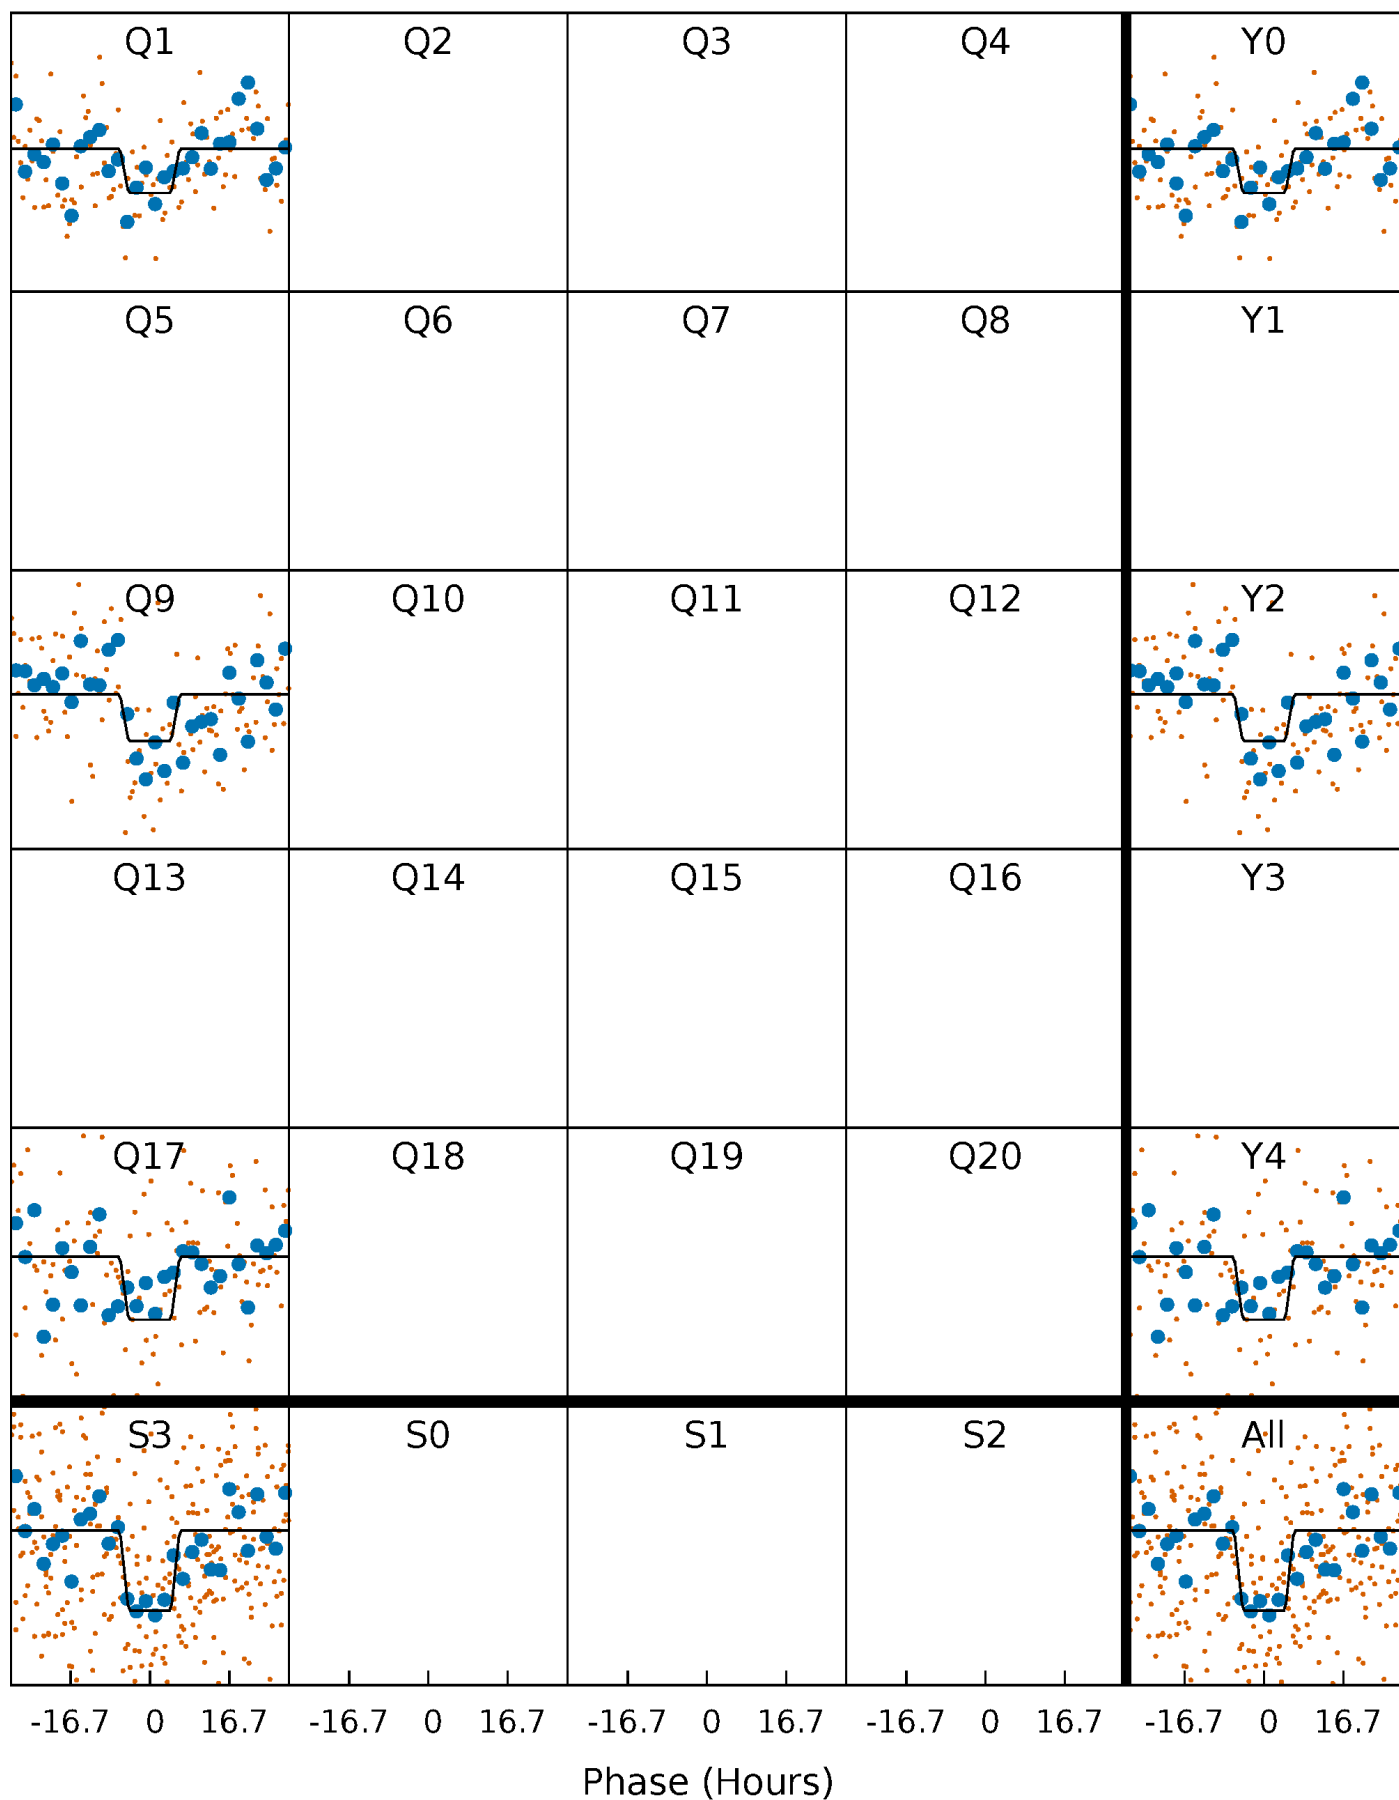 Q1 Q2 Q3 Q4 Y0
Q5 Q6 Q7 Q8 Y1
Q9 Q10 Q11 Q12 Y2
Q13 Q14 Q15 Q16 Y3
Q17 Q18 Q19 Q20 Y4
S3 S0 S1 S2 All
-16.7 0 16.7 -16.7 0 16.7 -16.7 0 16.7 -16.7 0 16.7 -16.7 0 16.7
Phase (Hours)